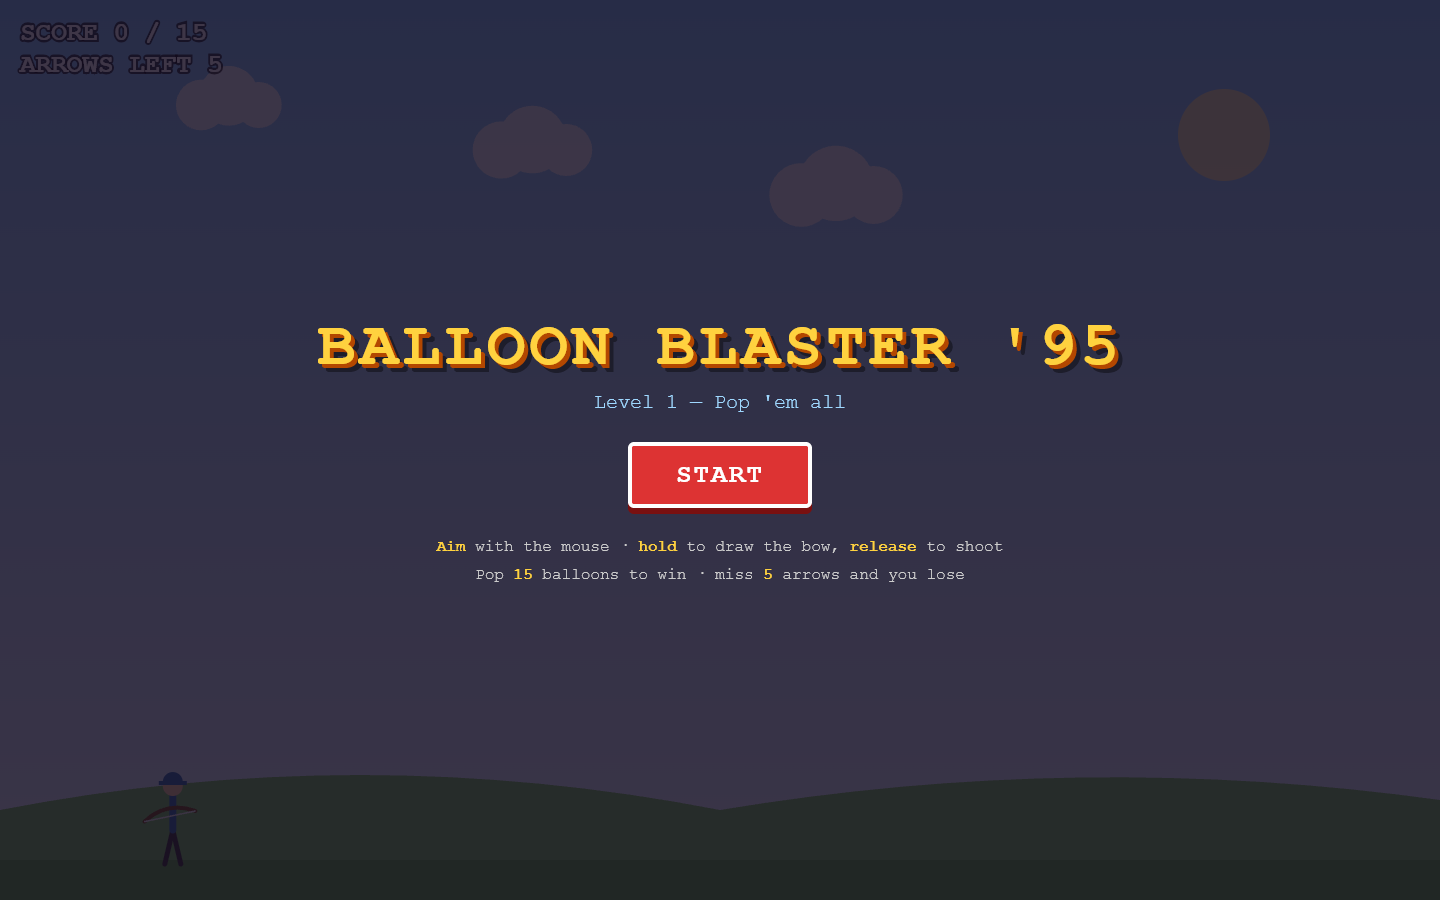 SCORE 0 / 15
ARROWS LEFT 5
BALLOON BLASTER '95
Level 1 — Pop 'em all
START
Aim with the mouse · hold to draw the bow, release to shoot
Pop 15 balloons to win · miss 5 arrows and you lose